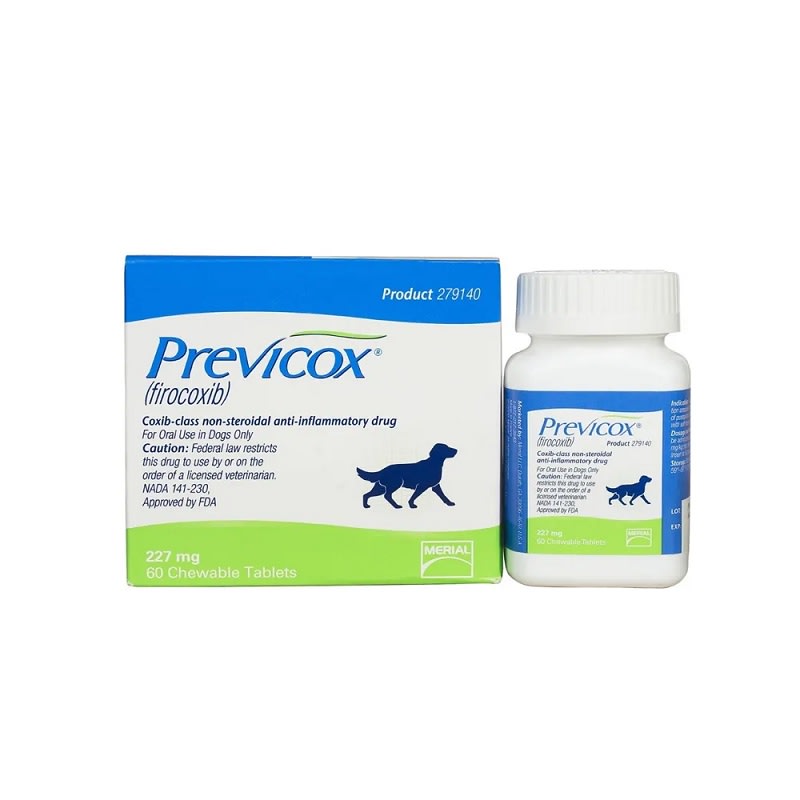 Product 279140
Previcox®
(firocoxib)
Coxib-class non-steroidal anti-inflammatory drug
For Oral Use in Dogs Only
Caution: Federal law restricts
this drug to use by or on the
order of a licensed veterinarian.
NADA 141-230,
Approved by FDA
227 mg
60 Chewable Tablets
MERIAL
Previcox®
(firocoxib)
Product 279140
Coxib-class non-steroidal
anti-inflammatory drug
For Oral Use in Dogs Only
Caution: Federal law
restricts this drug to use by
or on the order of a
licensed veterinarian.
NADA 141-230,
Approved by FDA
227 mg
60 Chewable Tablets
MERIAL
LOT
EXP